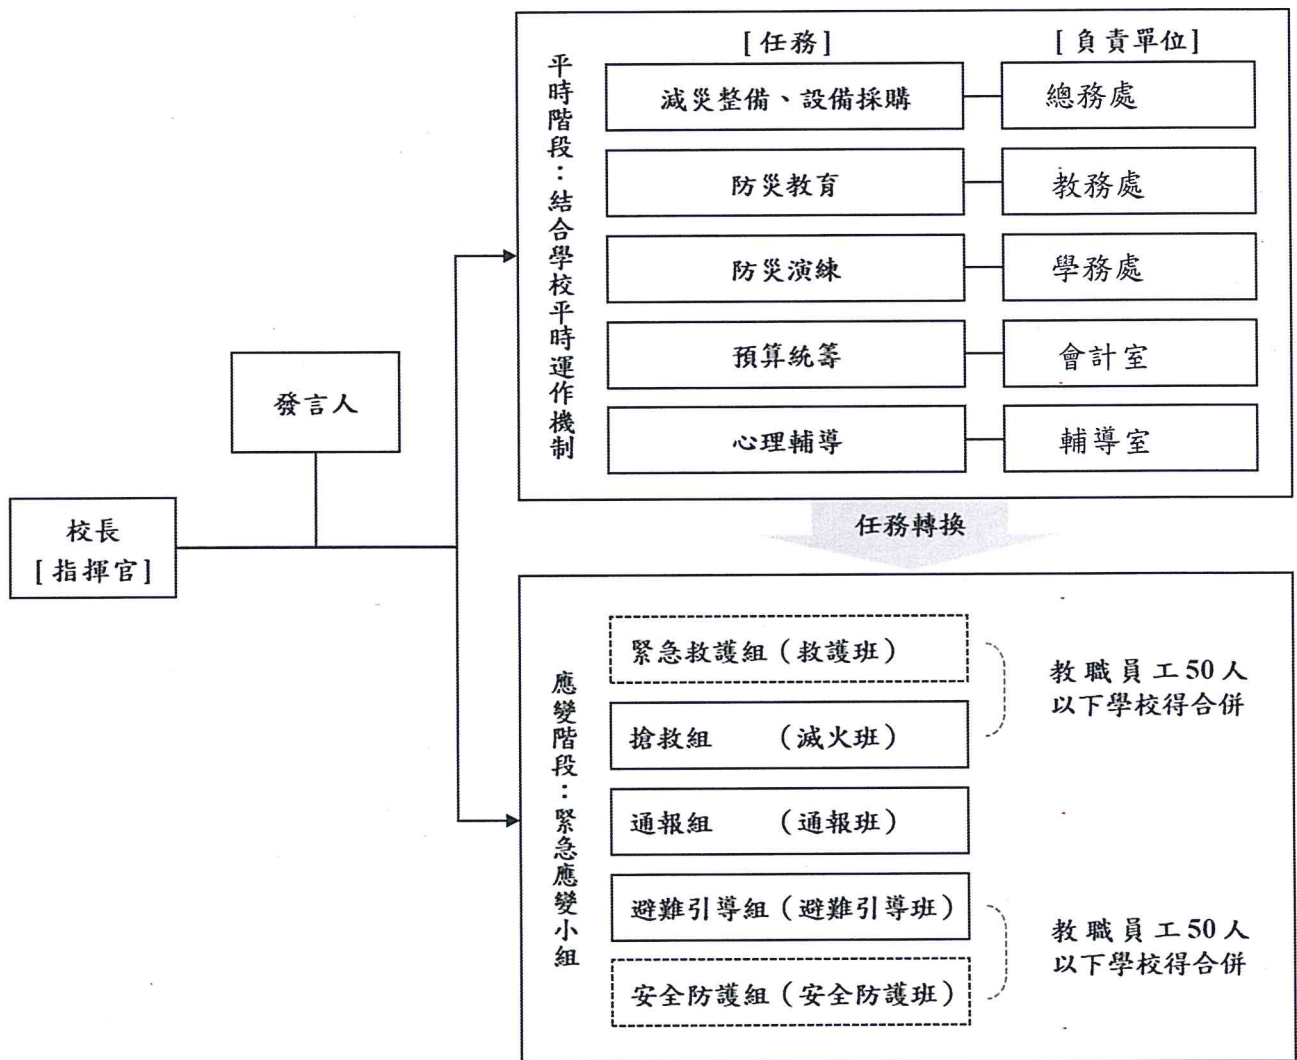 [任務]
[負責單位]
平時階段：結合學校平時運作機制
減災整備、設備採購
總務處
防災教育
教務處
防災演練
學務處
預算統籌
會計室
心理輔導
輔導室
發言人
校長
[指揮官]
任務轉換
應變階段：緊急應變小組
緊急救護組（救護班）
搶救組 （滅火班）
教職員工50人
以下學校得合併
通報組 （通報班）
避難引導組（避難引導班）
安全防護組（安全防護班）
教職員工50人
以下學校得合併